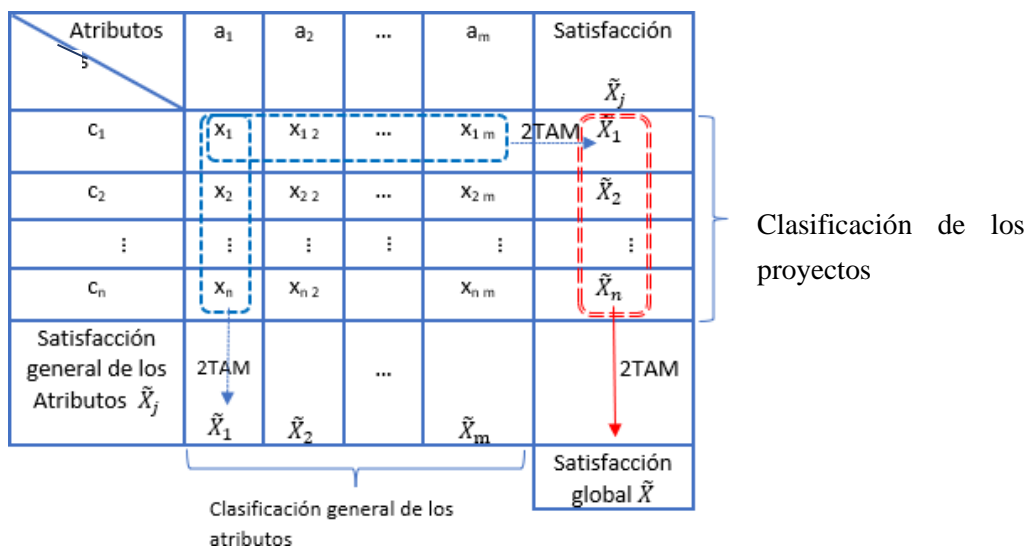 Atributos a₁ a₂ ... aₘ Satisfacción
s
X̃ⱼ
c₁ x₁ x₁ ₂ ... x₁ ₘ 2TAM X̃₁
c₂ x₂ x₂ ₂ ... x₂ ₘ X̃₂
⋮ ⋮ ⋮ ⋮ ⋮ ⋮
cₙ xₙ xₙ ₂ xₙ ₘ X̃ₙ
Clasificación de los
proyectos
Satisfacción
general de los
Atributos X̃ⱼ
2TAM ... 2TAM
X̃₁ X̃₂ X̃ₘ
Satisfacción
global X̃
Clasificación general de los
atributos